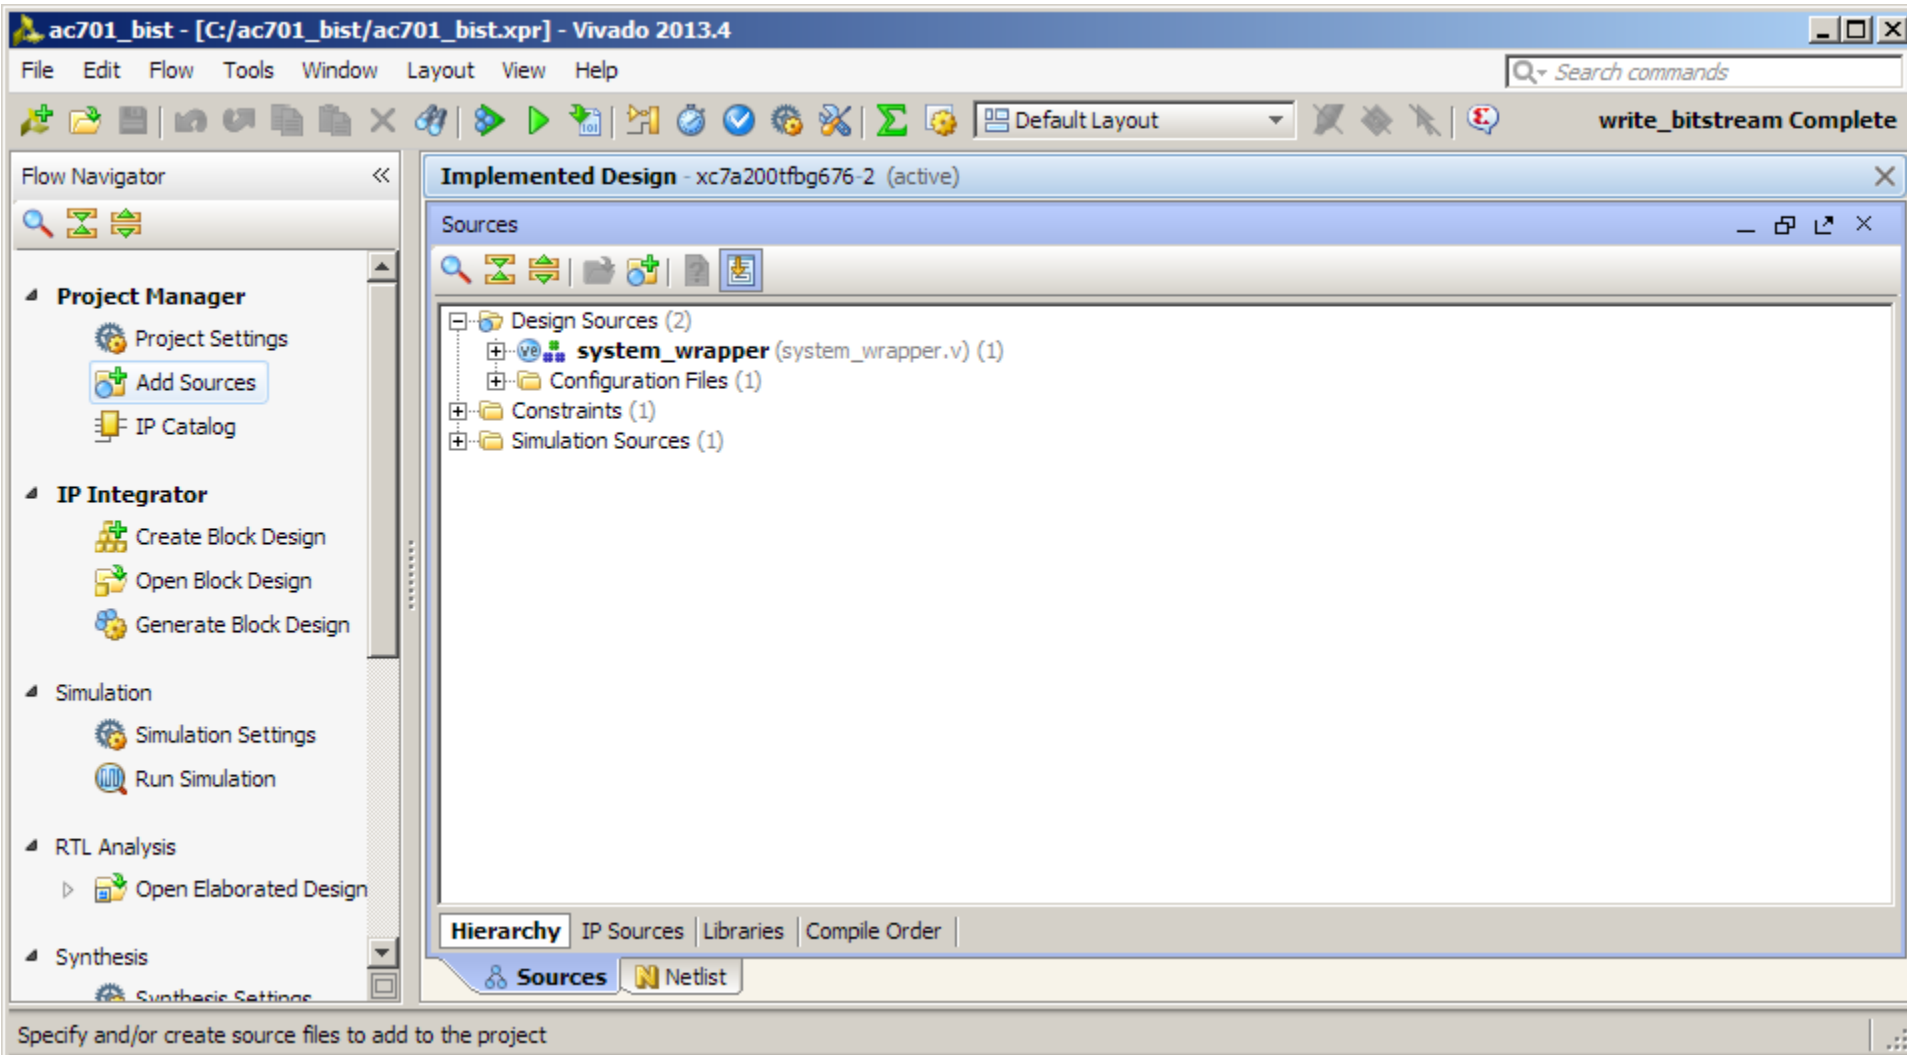 ac701_bist - [C:/ac701_bist/ac701_bist.xpr] - Vivado 2013.4
File Edit Flow Tools Window Layout View Help
Search commands
Default Layout
write_bitstream Complete
Flow Navigator
Project Manager
Project Settings
Add Sources
IP Catalog
IP Integrator
Create Block Design
Open Block Design
Generate Block Design
Simulation
Simulation Settings
Run Simulation
RTL Analysis
Open Elaborated Design
Synthesis
Synthesis Settings
Implemented Design - xc7a200tfbg676-2 (active)
Sources
Design Sources (2)
system_wrapper (system_wrapper.v) (1)
Configuration Files (1)
Constraints (1)
Simulation Sources (1)
Hierarchy IP Sources Libraries Compile Order
Sources Netlist
Specify and/or create source files to add to the project